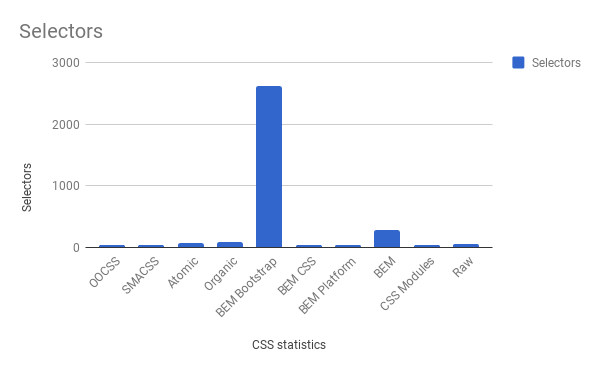 Selectors
Selectors
3000
2000
1000
0
Selectors
OOCSS
SMACSS
Atomic
Organic
BEM Bootstrap
BEM CSS
BEM Platform
BEM
CSS Modules
Raw
CSS statistics